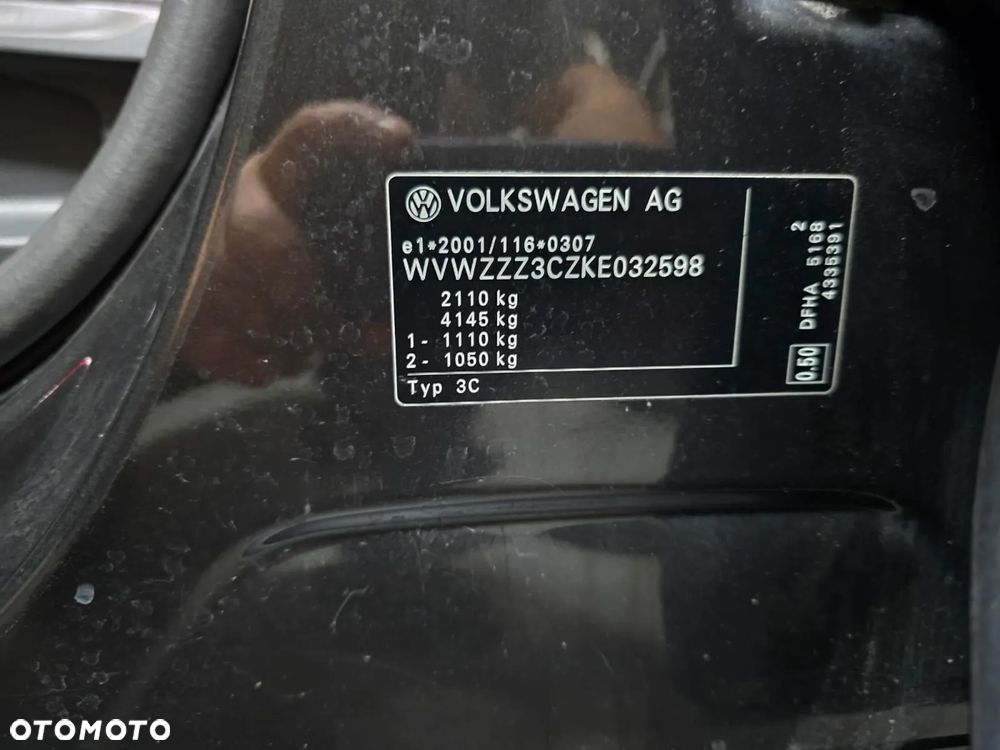 VOLKSWAGEN AG
e1*2001/116*0307
WVWZZZ3CZKE032598
2110 kg
4145 kg
1- 1110 kg
2- 1050 kg
Typ 3C
2
DFHA 5168
4335391
0.50
OTOMOTO